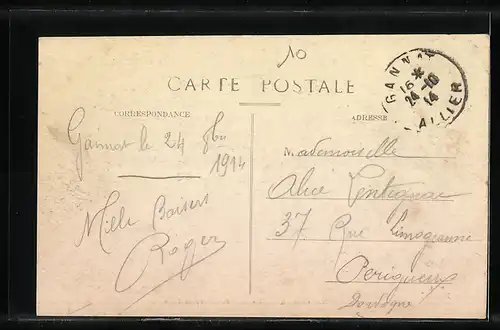 10
CARTE POSTALE
CORRESPONDANCE
ADRESSE
GANNAT
16 *
24-10
14
ALLIER
Gannat le 24 8bre
1914
Mille Baisers
Roger
Mademoiselle
Alice
37 Rue Limogeanne
Périgueux
Dordogne